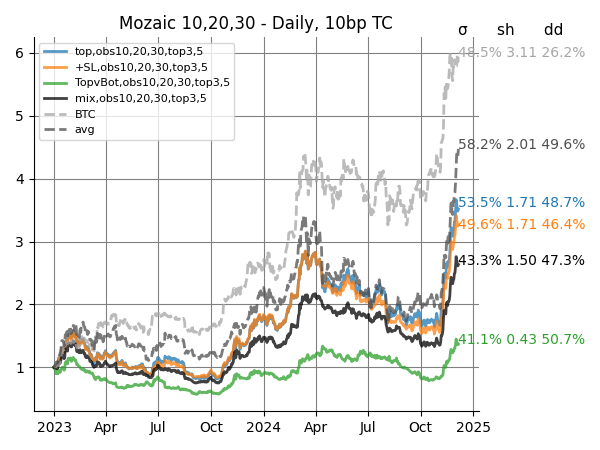 Mozaic 10,20,30 - Daily, 10bp TC
σ sh dd
top,obs10,20,30,top3,5
+SL,obs10,20,30,top3,5
TopvBot,obs10,20,30,top3,5
mix,obs10,20,30,top3,5
BTC
avg
48.5% 3.11 26.2%
58.2% 2.01 49.6%
53.5% 1.71 48.7%
49.6% 1.71 46.4%
43.3% 1.50 47.3%
41.1% 0.43 50.7%
6
5
4
3
2
1
2023 Apr Jul Oct 2024 Apr Jul Oct 2025